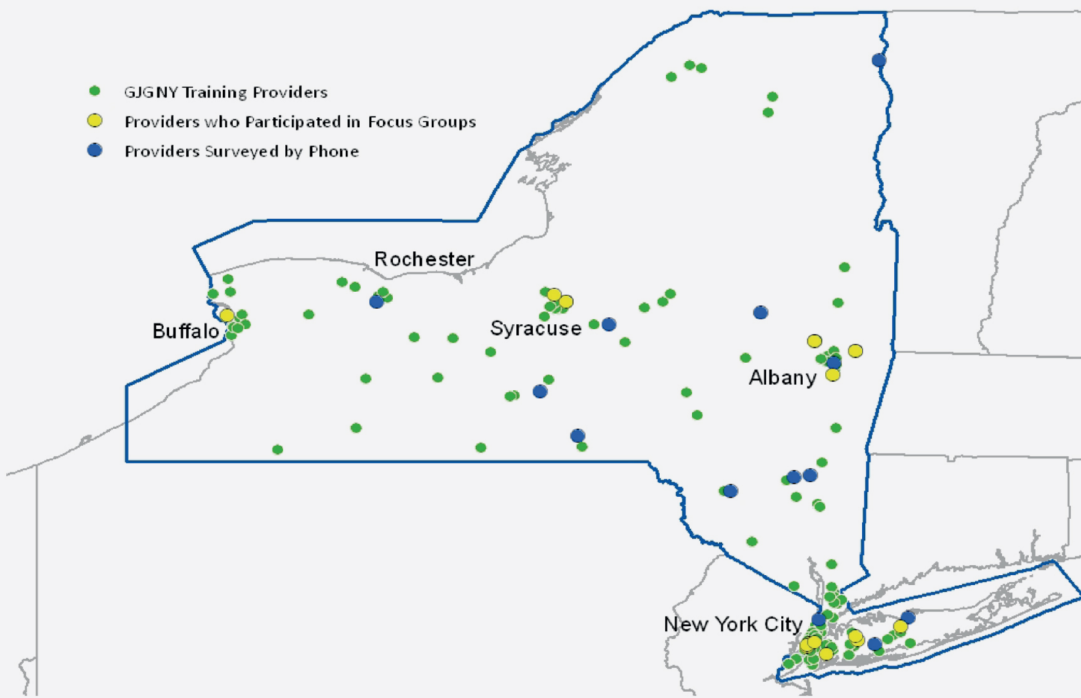 GJGNY Training Providers
Providers who Participated in Focus Groups
Providers Surveyed by Phone
Rochester
Buffalo
Syracuse
Albany
New York City